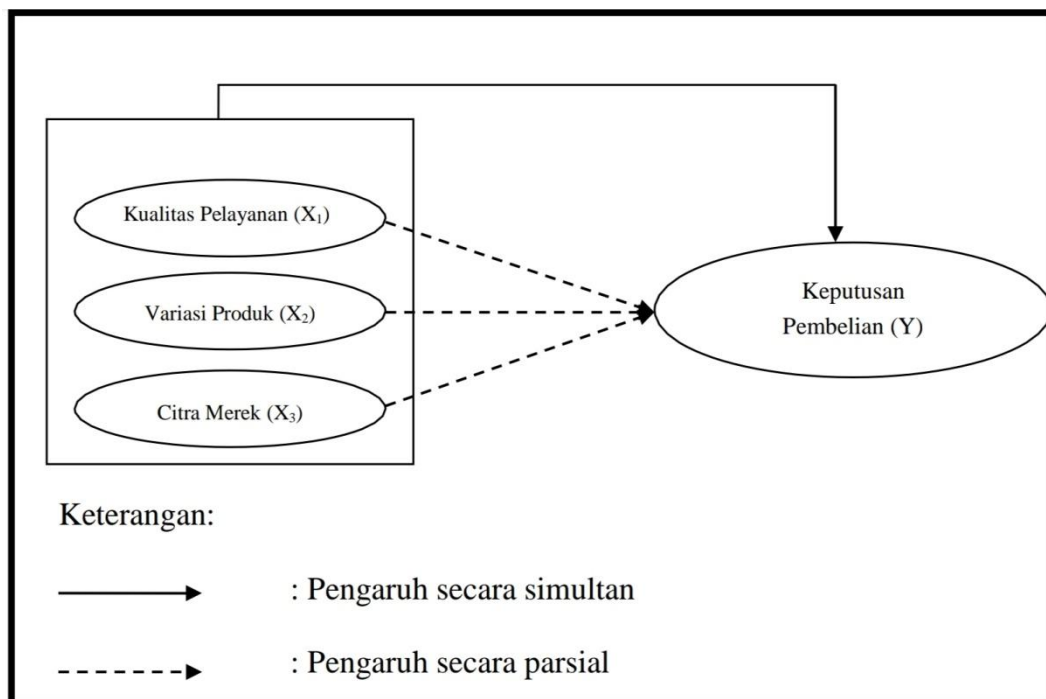 Kualitas Pelayanan (X₁)
Variasi Produk (X₂)
Citra Merek (X₃)
Keputusan
Pembelian (Y)
Keterangan:
: Pengaruh secara simultan
: Pengaruh secara parsial